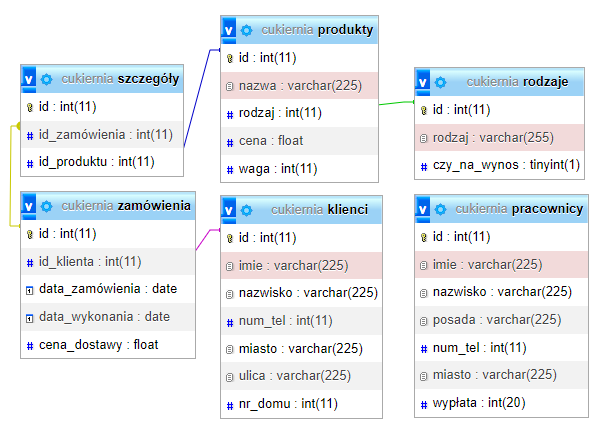 cukiernia szczegóły
id : int(11)
id_zamówienia : int(11)
id_produktu : int(11)
cukiernia produkty
id : int(11)
nazwa : varchar(225)
rodzaj : int(11)
cena : float
waga : int(11)
cukiernia rodzaje
id : int(11)
rodzaj : varchar(255)
czy_na_wynos : tinyint(1)
cukiernia zamówienia
id : int(11)
id_klienta : int(11)
data_zamówienia : date
data_wykonania : date
cena_dostawy : float
cukiernia klienci
id : int(11)
imie : varchar(225)
nazwisko : varchar(225)
num_tel : int(11)
miasto : varchar(225)
ulica : varchar(225)
nr_domu : int(11)
cukiernia pracownicy
id : int(11)
imie : varchar(225)
nazwisko : varchar(225)
posada : varchar(225)
num_tel : int(11)
miasto : varchar(225)
wypłata : int(20)